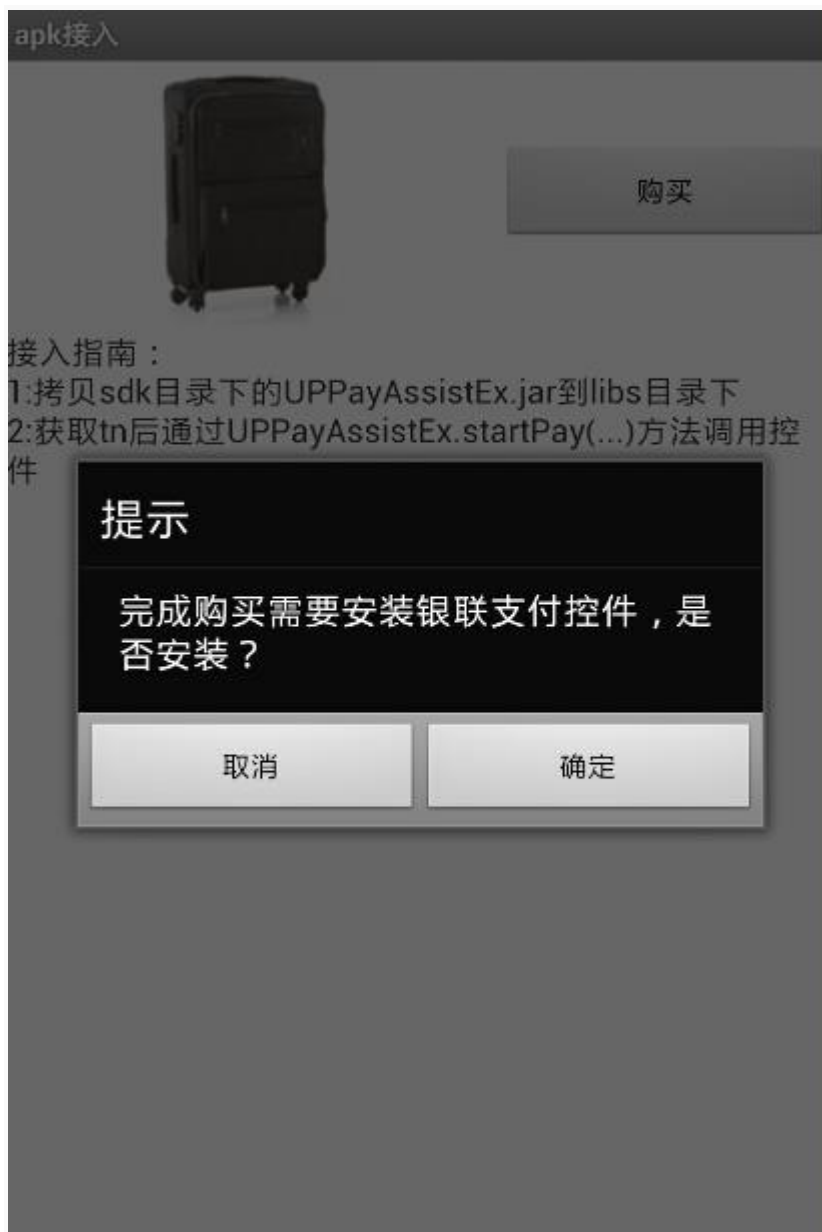 apk接入
购买
接入指南：
1:拷贝sdk目录下的UPPayAssistEx.jar到libs目录下
2:获取tn后通过UPPayAssistEx.startPay(...)方法调用控
件
提示
完成购买需要安装银联支付控件，是
否安装？
取消
确定